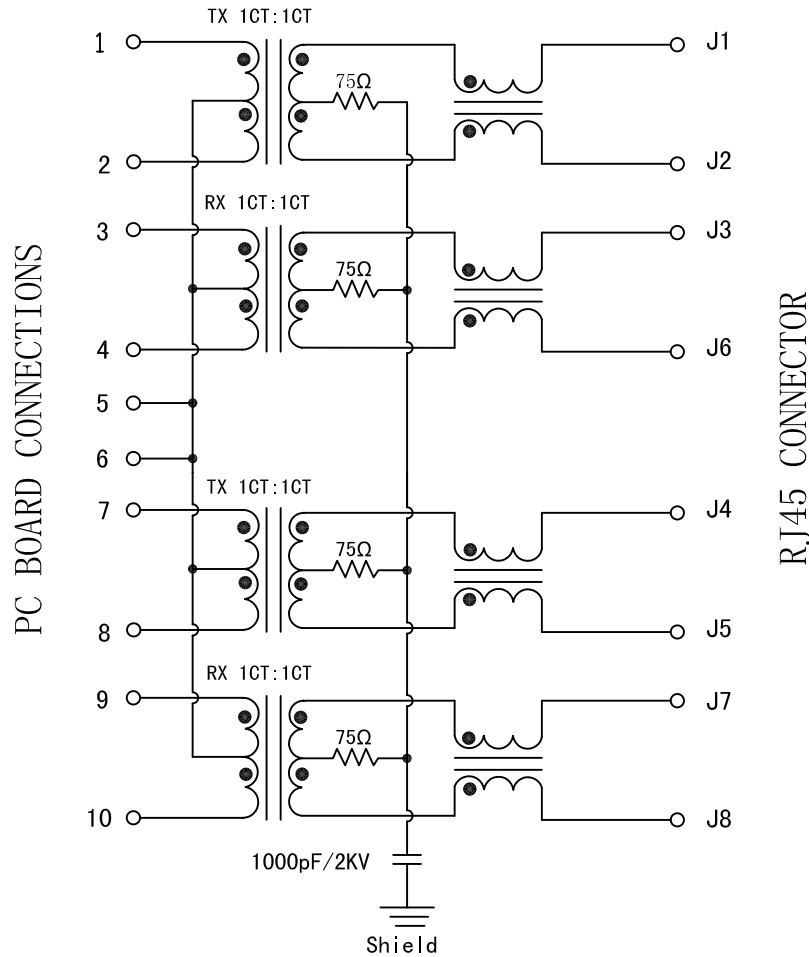 TX 1CT:1CT
1
J1
75Ω
2
J2
RX 1CT:1CT
3
J3
75Ω
4
J6
5
6
TX 1CT:1CT
7
J4
75Ω
8
J5
RX 1CT:1CT
9
J7
75Ω
10
J8
1000pF/2KV
Shield
PC BOARD CONNECTIONS
RJ45 CONNECTOR